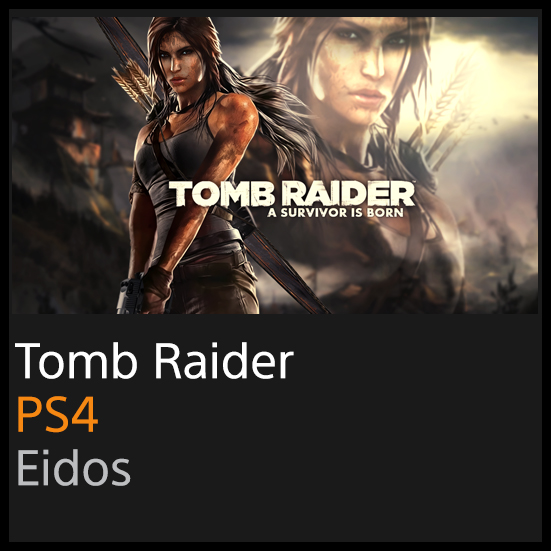 TOMB RAIDER
A SURVIVOR IS BORN
Tomb Raider
PS4
Eidos